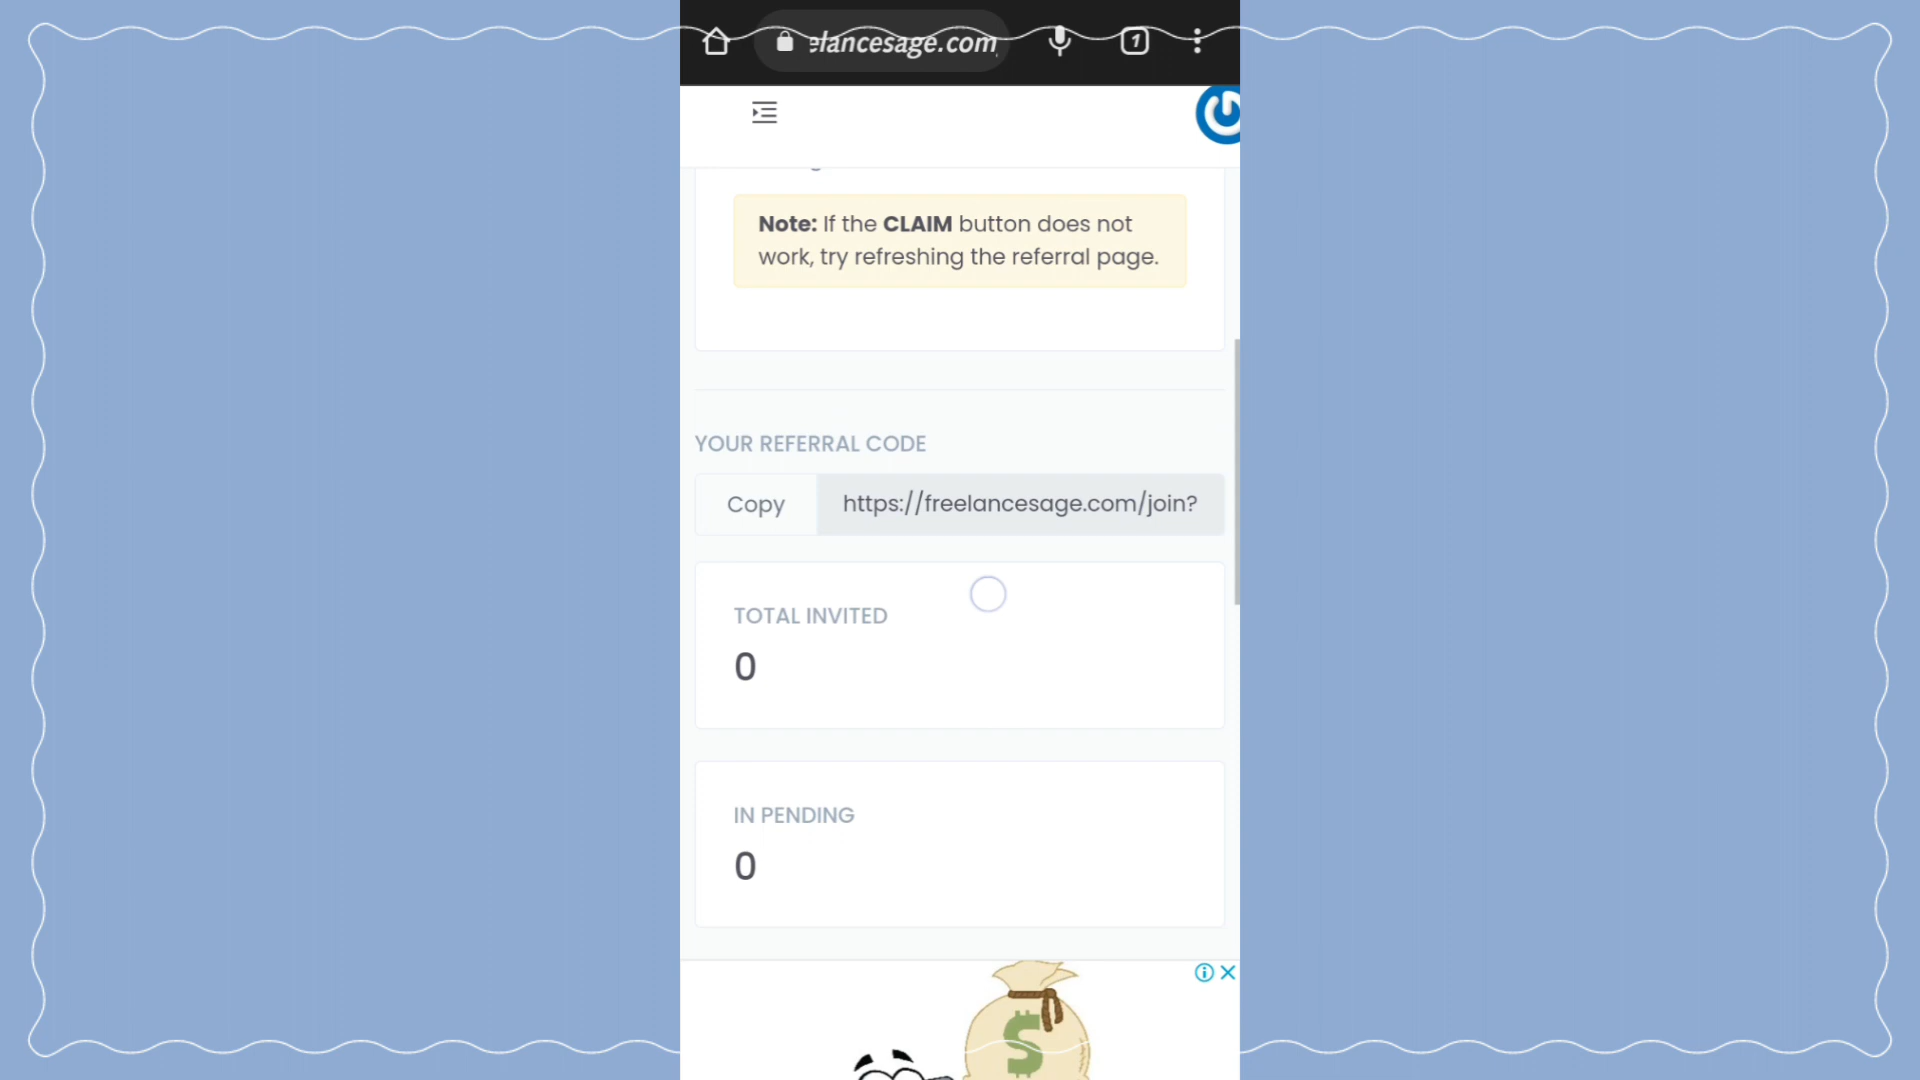 elancesage.com
1
Note: If the CLAIM button does not
work, try refreshing the referral page.
YOUR REFERRAL CODE
Copy
https://freelancesage.com/join?
TOTAL INVITED
0
IN PENDING
0
$